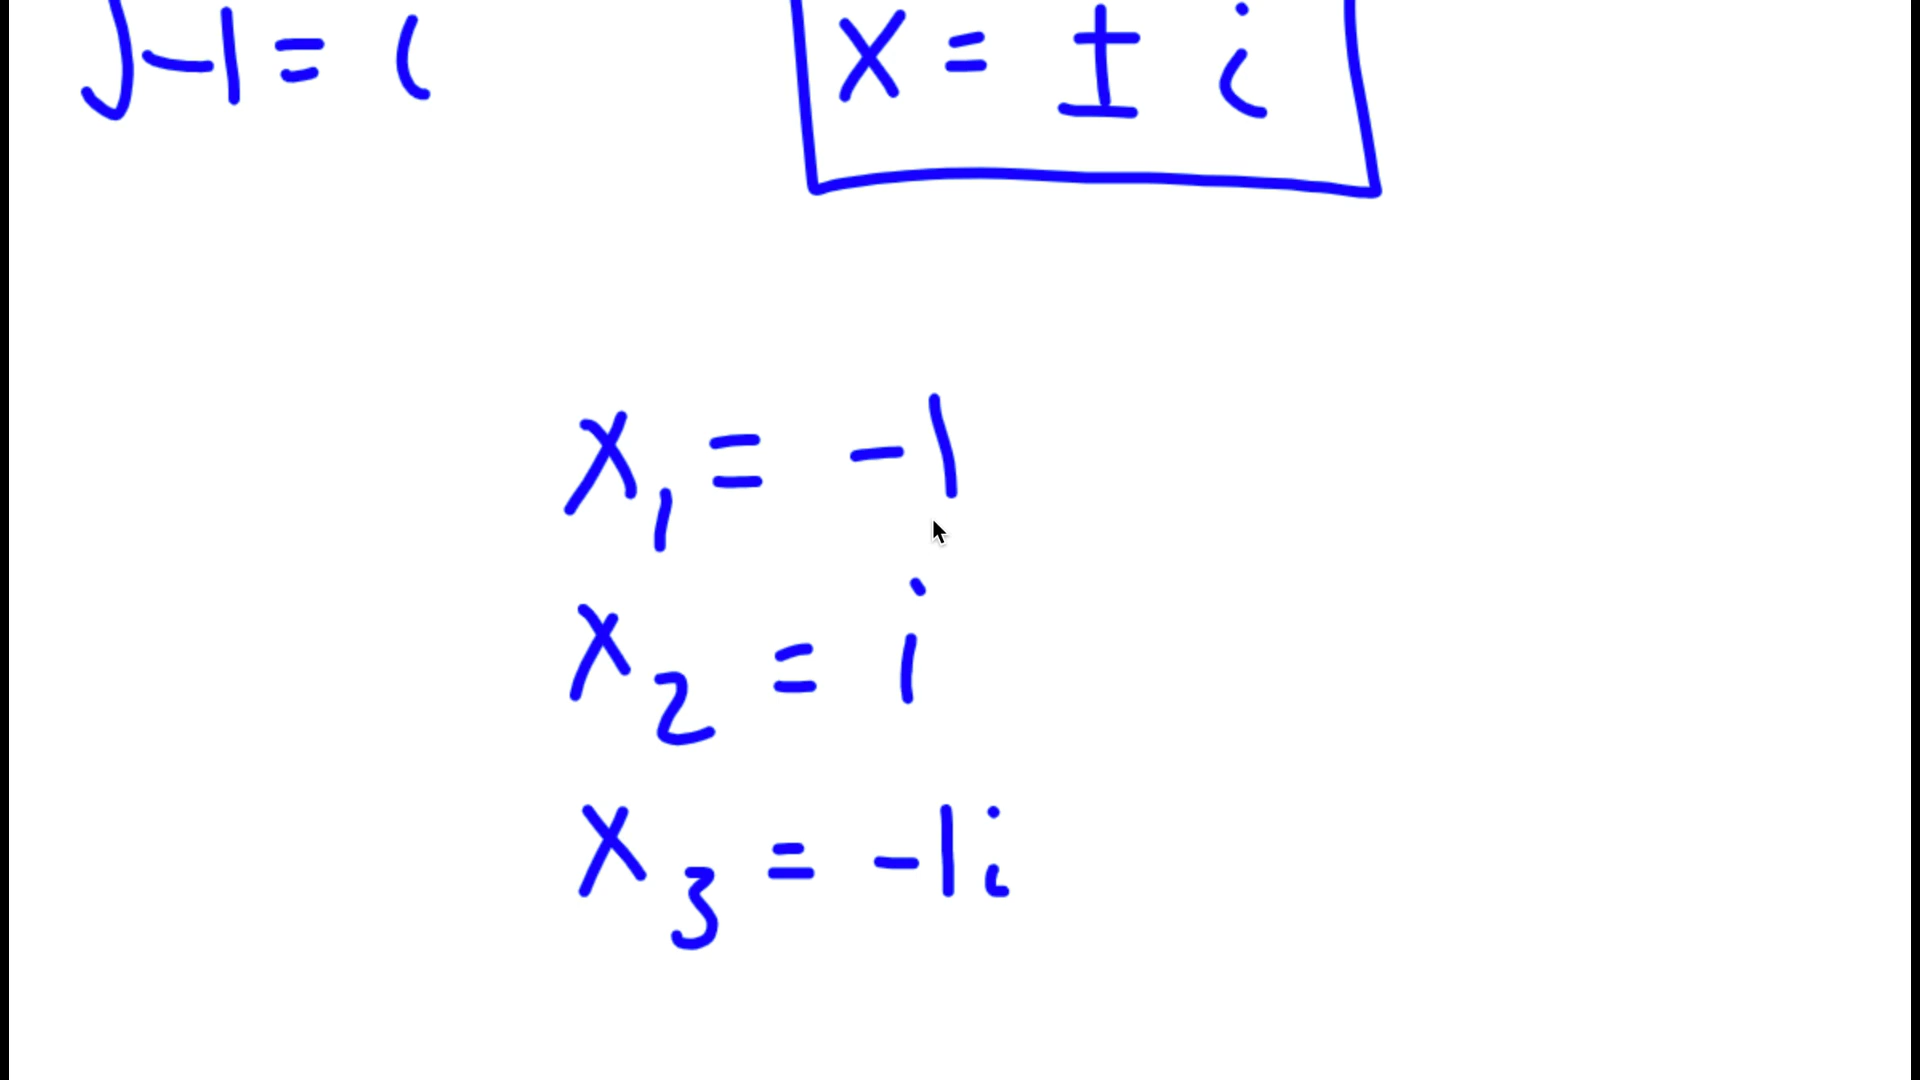 √-1 = i
x = ± i
x₁ = -1
x₂ = i
x₃ = -1i